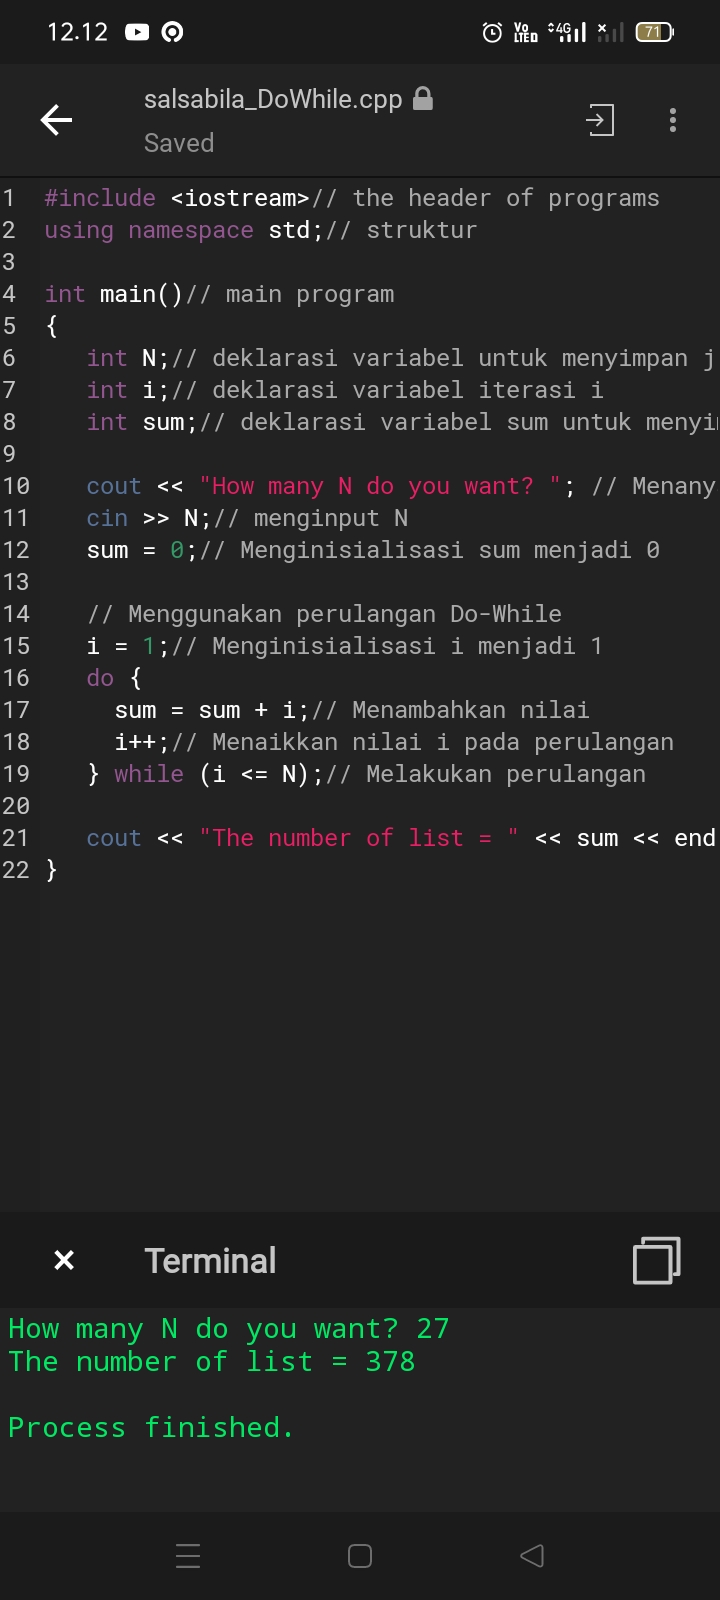 12.12 Vo LTED 4G 71
salsabila_DoWhile.cpp
Saved
1 #include <iostream>// the header of programs
2 using namespace std;// struktur
3
4 int main()// main program
5 {
6 int N;// deklarasi variabel untuk menyimpan j
7 int i;// deklarasi variabel iterasi i
8 int sum;// deklarasi variabel sum untuk menyi
9
10 cout << "How many N do you want? "; // Menany
11 cin >> N;// menginput N
12 sum = 0;// Menginisialisasi sum menjadi 0
13
14 // Menggunakan perulangan Do-While
15 i = 1;// Menginisialisasi i menjadi 1
16 do {
17 sum = sum + i;// Menambahkan nilai
18 i++;// Menaikkan nilai i pada perulangan
19 } while (i <= N);// Melakukan perulangan
20
21 cout << "The number of list = " << sum << end
22 }
× Terminal
How many N do you want? 27
The number of list = 378
Process finished.